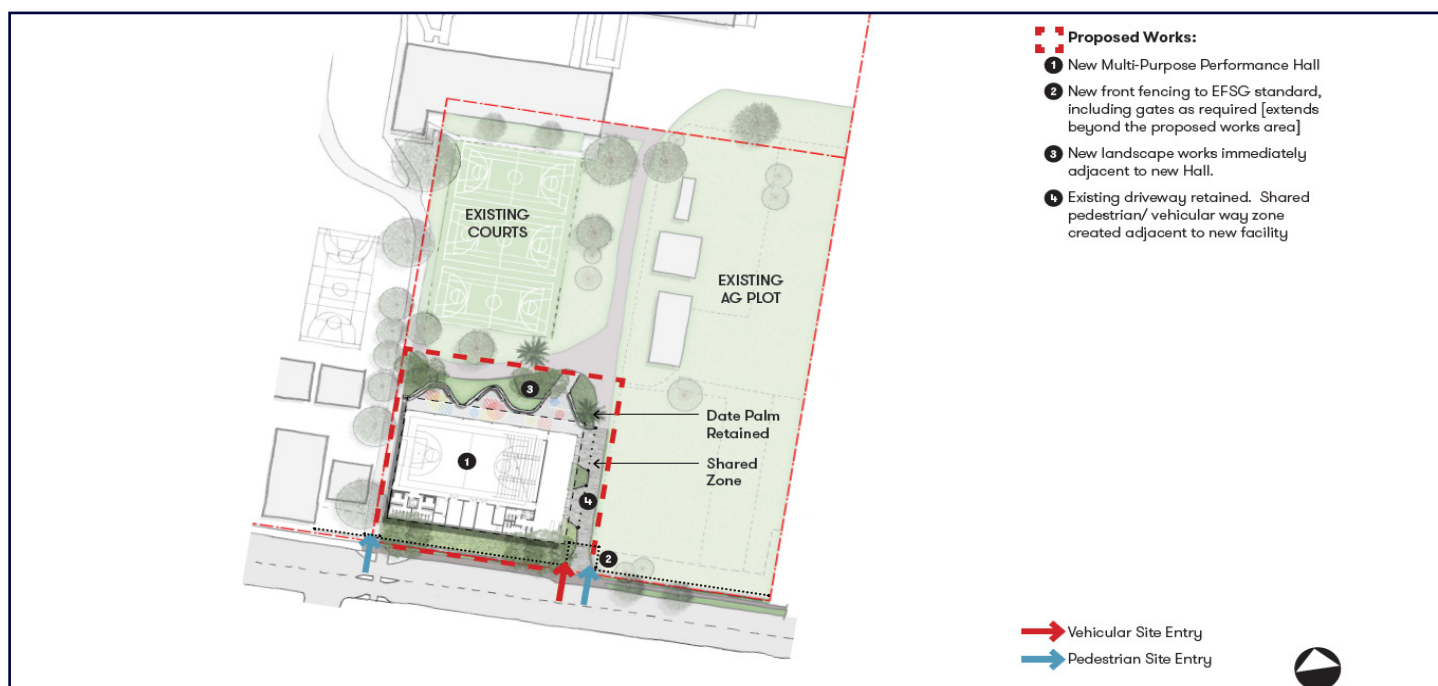 Proposed Works:
1 New Multi-Purpose Performance Hall
2 New front fencing to EFSG standard,
including gates as required [extends
beyond the proposed works area]
3 New landscape works immediately
adjacent to new Hall.
4 Existing driveway retained. Shared
pedestrian/ vehicular way zone
created adjacent to new facility
EXISTING
COURTS
EXISTING
AG PLOT
3
Date Palm
Retained
1
Shared
Zone
4
2
Vehicular Site Entry
Pedestrian Site Entry